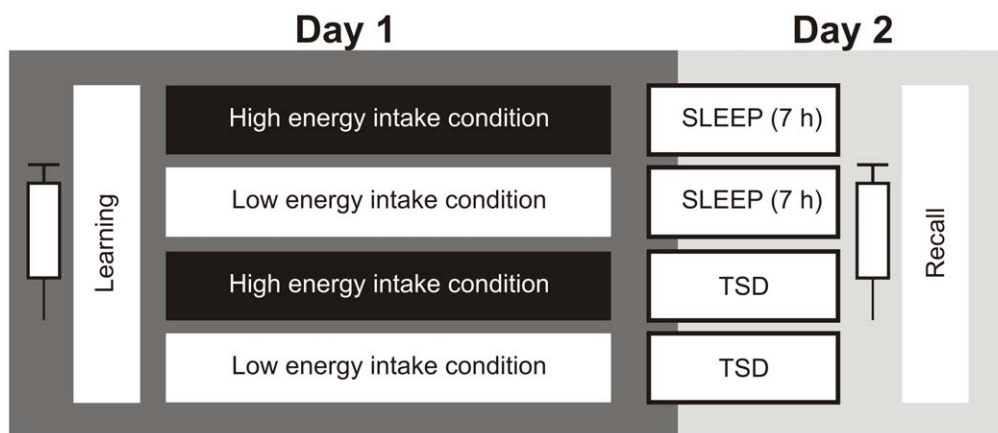 Day 1
Day 2
Learning
High energy intake condition
SLEEP (7 h)
Low energy intake condition
SLEEP (7 h)
High energy intake condition
TSD
Low energy intake condition
TSD
Recall